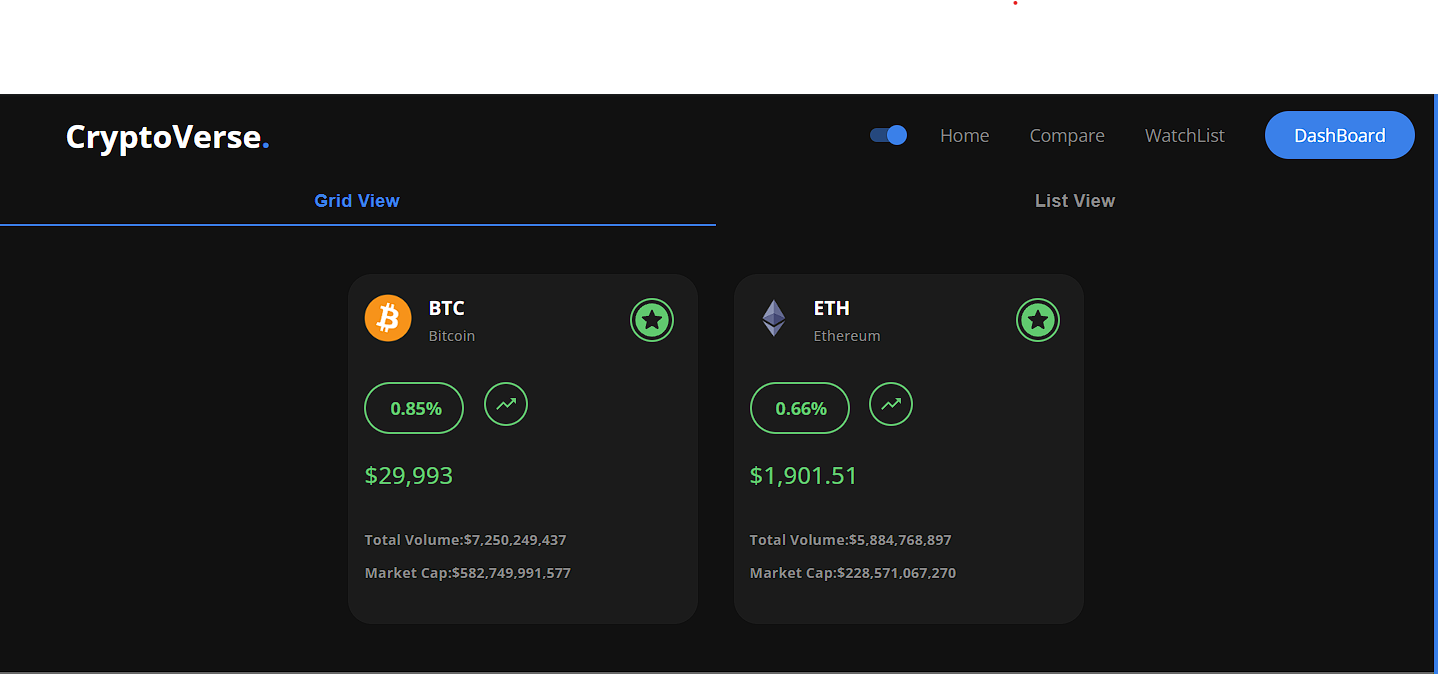 CryptoVerse.
Home Compare WatchList DashBoard
Grid View List View
BTC
Bitcoin
0.85%
$29,993
Total Volume:$7,250,249,437
Market Cap:$582,749,991,577
ETH
Ethereum
0.66%
$1,901.51
Total Volume:$5,884,768,897
Market Cap:$228,571,067,270